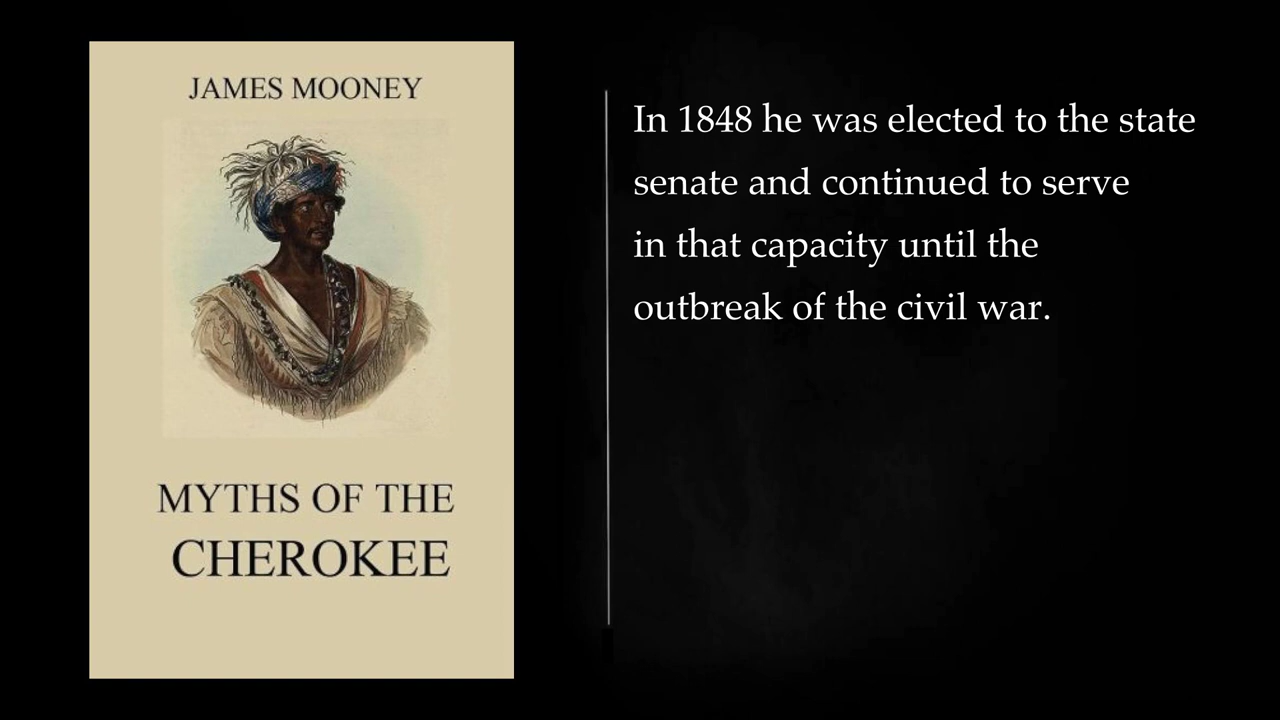 JAMES MOONEY
MYTHS OF THE
CHEROKEE
In 1848 he was elected to the state
senate and continued to serve
in that capacity until the
outbreak of the civil war.